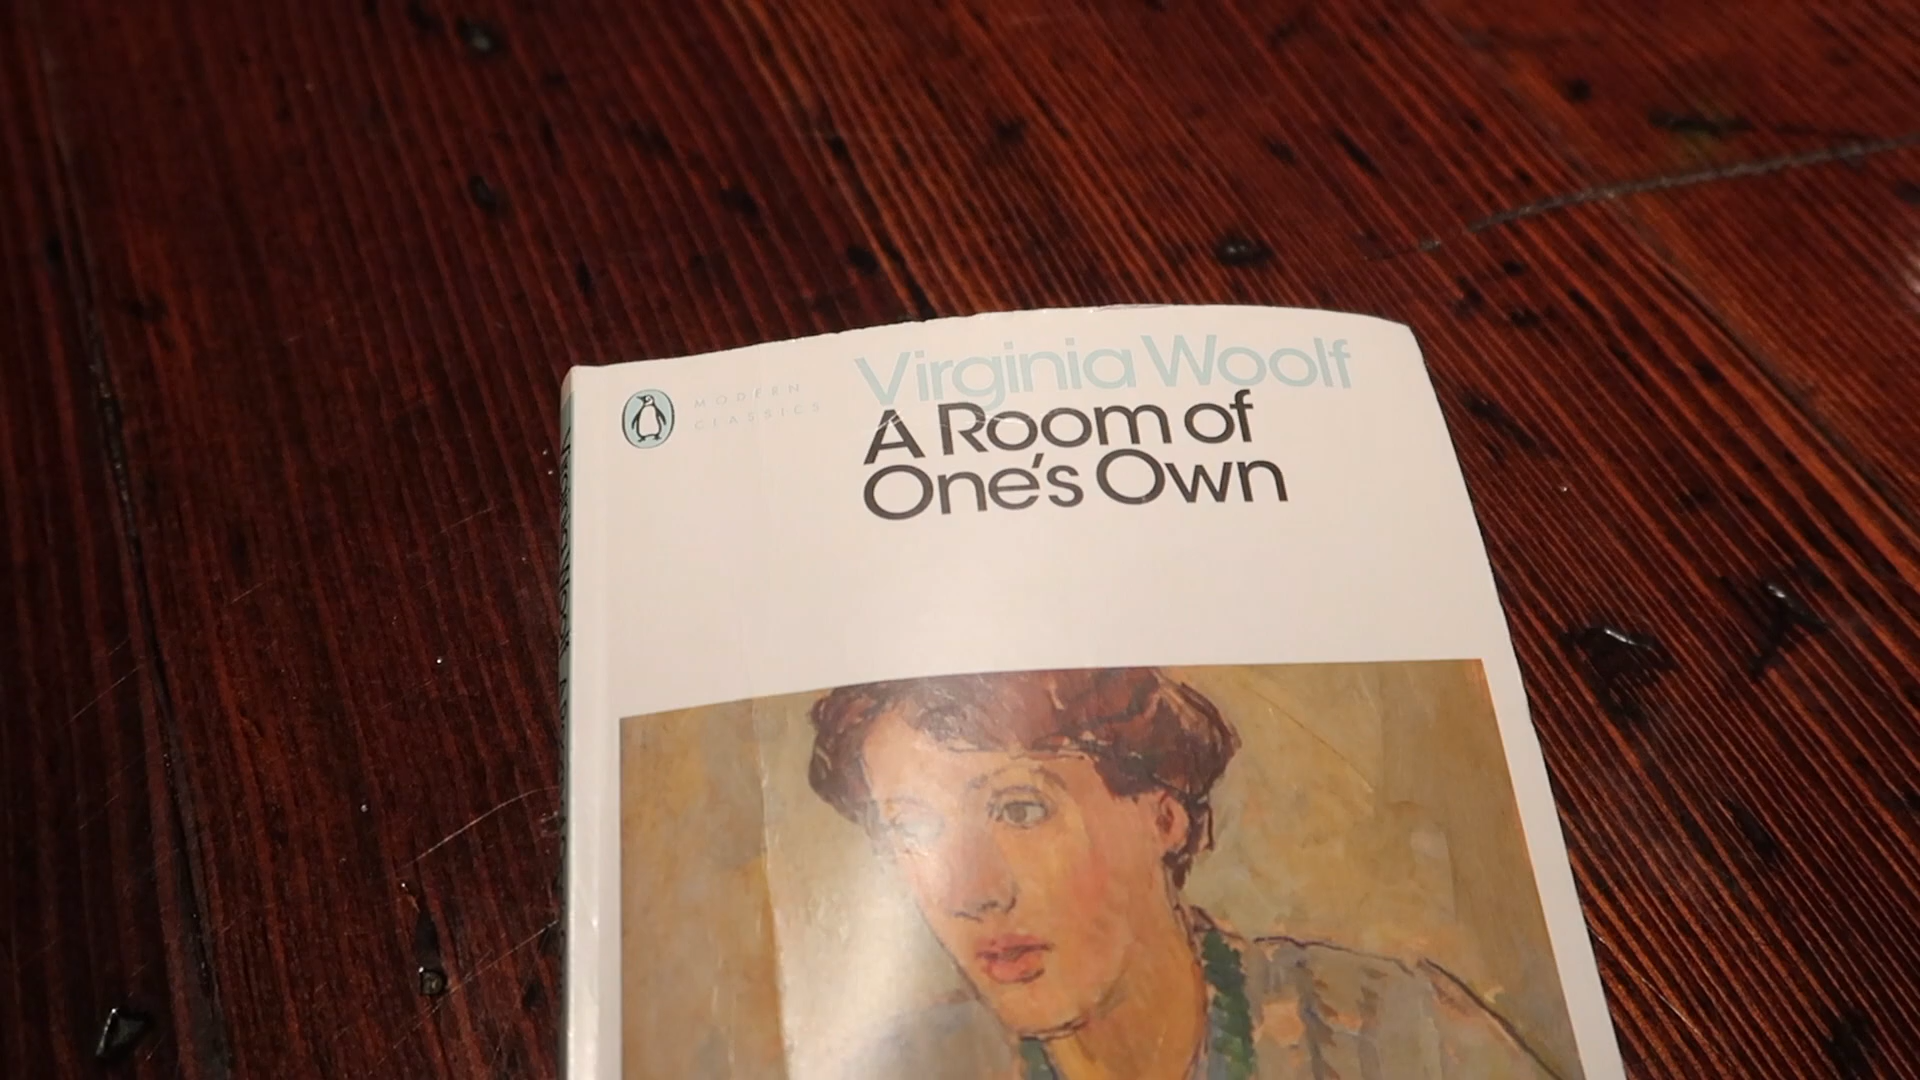 MODERN
CLASSICS
Virginia Woolf
A Room of
One's Own